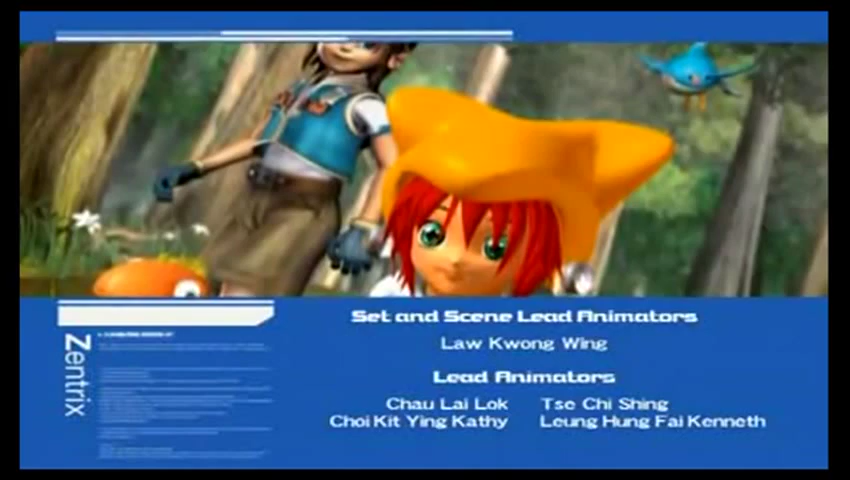 Set and Scene Lead Animators
Law Kwong Wing
Lead Animators
Chau Lai Lok Tse Chi Shing
Choi Kit Ying Kathy Leung Hung Fai Kenneth
Zentrix